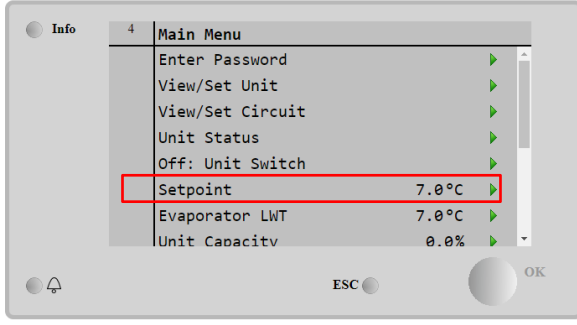 Info
4 Main Menu
Enter Password
View/Set Unit
View/Set Circuit
Unit Status
Off: Unit Switch
Setpoint 7.0°C
Evaporator LWT 7.0°C
Unit Capacity 0.0%
ESC
OK